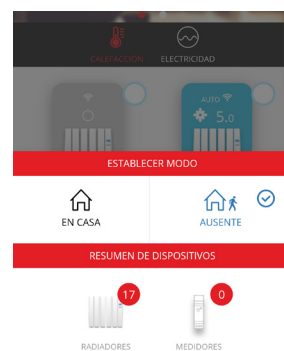 CALEFACCIÓN ELECTRICIDAD
AUTO
5.0
ESTABLECER MODO
EN CASA AUSENTE
RESUMEN DE DISPOSITIVOS
17 0
RADIADORES MEDIDORES